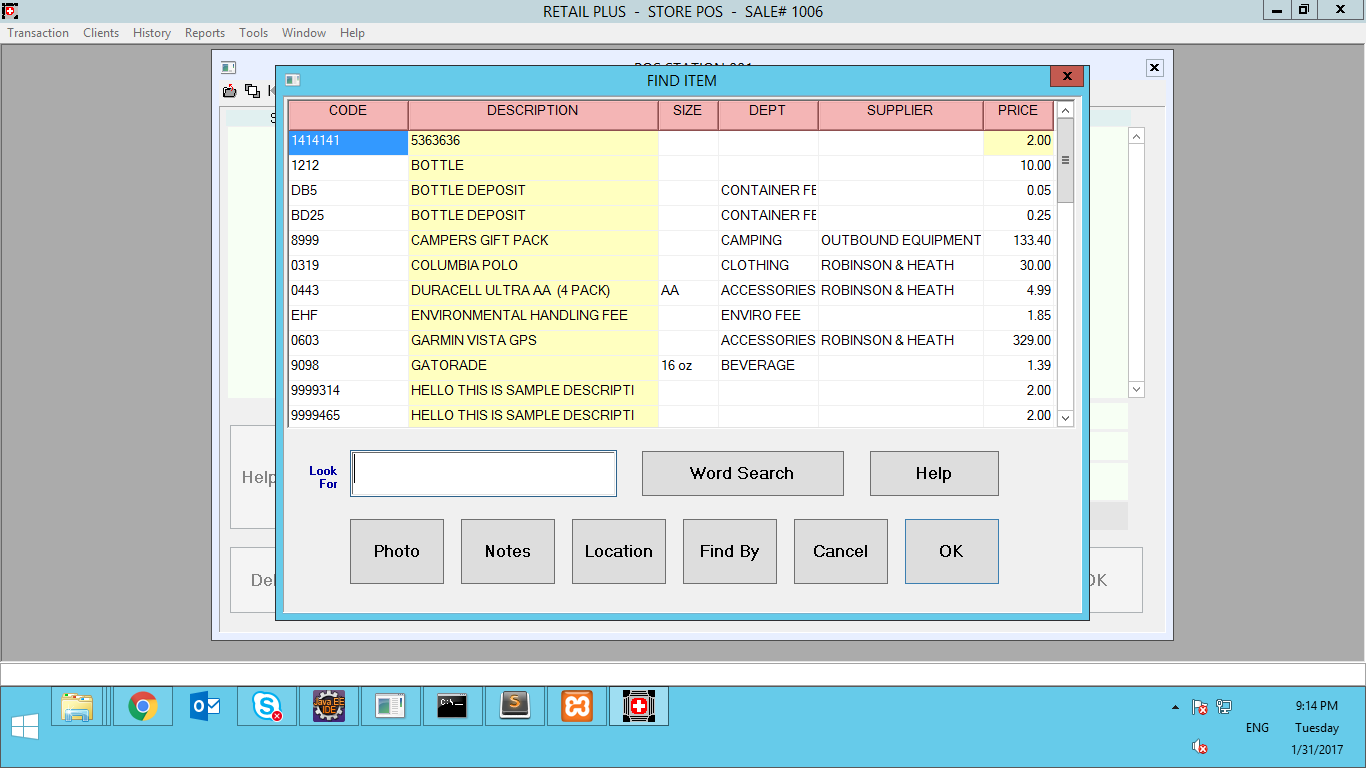 RETAIL PLUS - STORE POS - SALE# 1006
Transaction Clients History Reports Tools Window Help
FIND ITEM
CODE DESCRIPTION SIZE DEPT SUPPLIER PRICE
1414141 5363636 2.00
1212 BOTTLE 10.00
DB5 BOTTLE DEPOSIT CONTAINER FE 0.05
BD25 BOTTLE DEPOSIT CONTAINER FE 0.25
8999 CAMPERS GIFT PACK CAMPING OUTBOUND EQUIPMENT 133.40
0319 COLUMBIA POLO CLOTHING ROBINSON & HEATH 30.00
0443 DURACELL ULTRA AA (4 PACK) AA ACCESSORIES ROBINSON & HEATH 4.99
EHF ENVIRONMENTAL HANDLING FEE ENVIRO FEE 1.85
0603 GARMIN VISTA GPS ACCESSORIES ROBINSON & HEATH 329.00
9098 GATORADE 16 oz BEVERAGE 1.39
9999314 HELLO THIS IS SAMPLE DESCRIPTI 2.00
9999465 HELLO THIS IS SAMPLE DESCRIPTI 2.00
Help
Look
For
Word Search Help
Photo Notes Location Find By Cancel OK
Del
OK
Java EE
IDE
C:\
S
9:14 PM
ENG Tuesday
1/31/2017